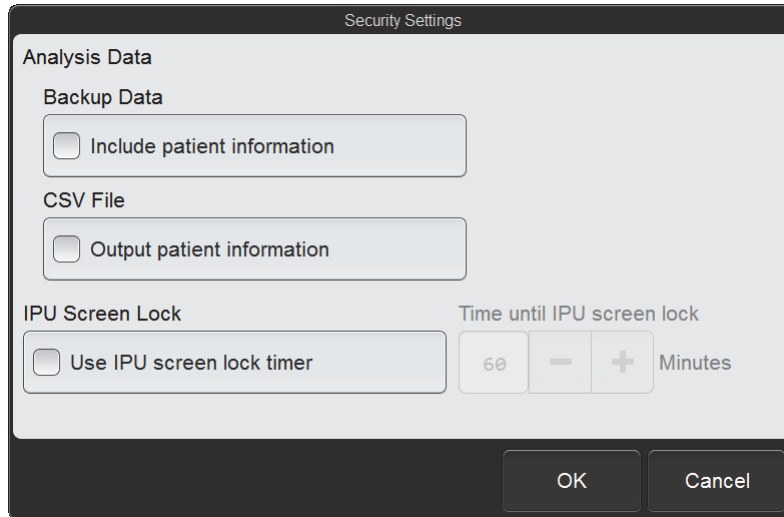 Security Settings
Analysis Data
Backup Data
Include patient information
CSV File
Output patient information
IPU Screen Lock
Time until IPU screen lock
Use IPU screen lock timer
60 − + Minutes
OK
Cancel